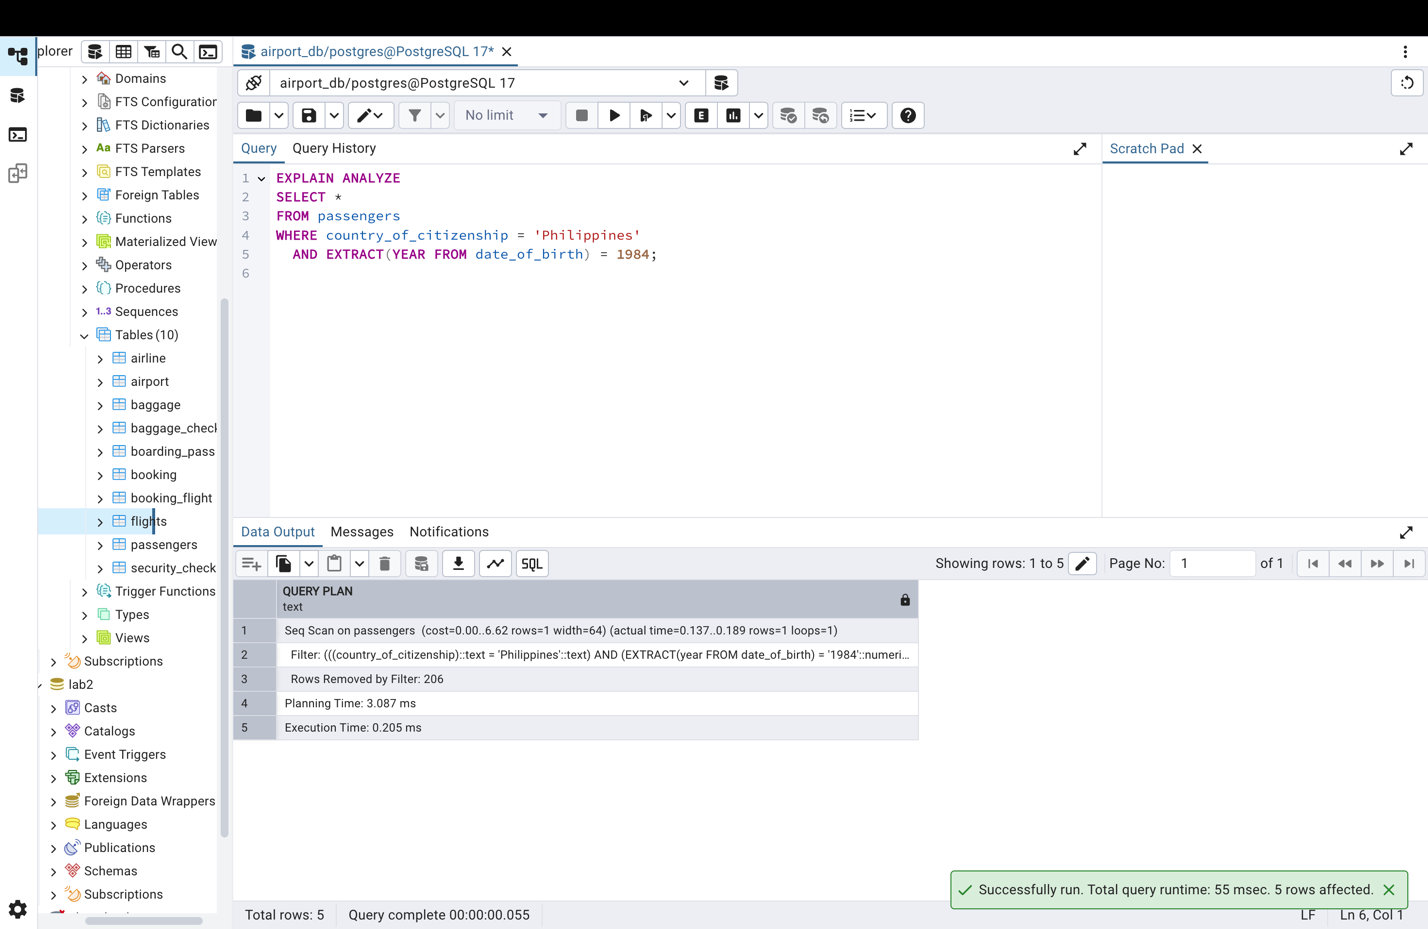 plorer
airport_db/postgres@PostgreSQL 17*
airport_db/postgres@PostgreSQL 17
No limit
E
Query
Query History
Scratch Pad
1 EXPLAIN ANALYZE
2 SELECT *
3 FROM passengers
4 WHERE country_of_citizenship = 'Philippines'
5 AND EXTRACT(YEAR FROM date_of_birth) = 1984;
6
Domains
FTS Configuration
FTS Dictionaries
Aa FTS Parsers
FTS Templates
Foreign Tables
Functions
Materialized View
Operators
Procedures
1..3 Sequences
Tables (10)
airline
airport
baggage
baggage_check
boarding_pass
booking
booking_flight
flights
passengers
security_check
Trigger Functions
Types
Views
Subscriptions
lab2
Casts
Catalogs
Event Triggers
Extensions
Foreign Data Wrappers
Languages
Publications
Schemas
Subscriptions
Data Output
Messages
Notifications
SQL
Showing rows: 1 to 5
Page No: 1 of 1
QUERY PLAN
text
1 Seq Scan on passengers (cost=0.00..6.62 rows=1 width=64) (actual time=0.137..0.189 rows=1 loops=1)
2 Filter: (((country_of_citizenship)::text = 'Philippines'::text) AND (EXTRACT(year FROM date_of_birth) = '1984'::numeri...
3 Rows Removed by Filter: 206
4 Planning Time: 3.087 ms
5 Execution Time: 0.205 ms
Successfully run. Total query runtime: 55 msec. 5 rows affected.
Total rows: 5
Query complete 00:00:00.055
LF
Ln 6, Col 1